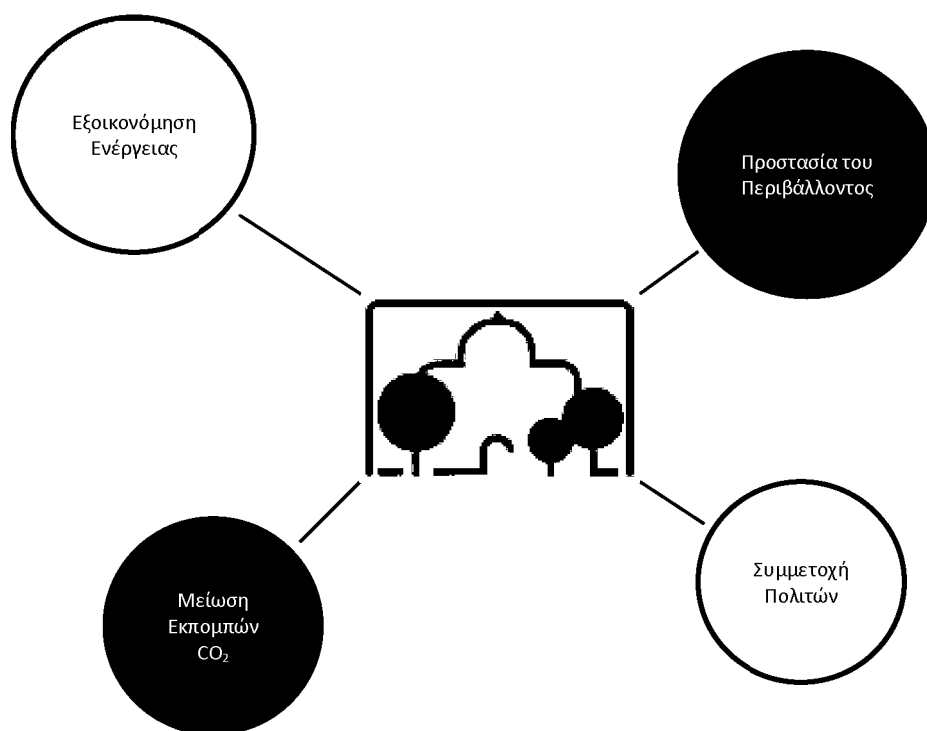 Εξοικονόμηση
Ενέργειας
Προστασία του
Περιβάλλοντος
Μείωση
Εκπομπών
CO₂
Συμμετοχή
Πολιτών